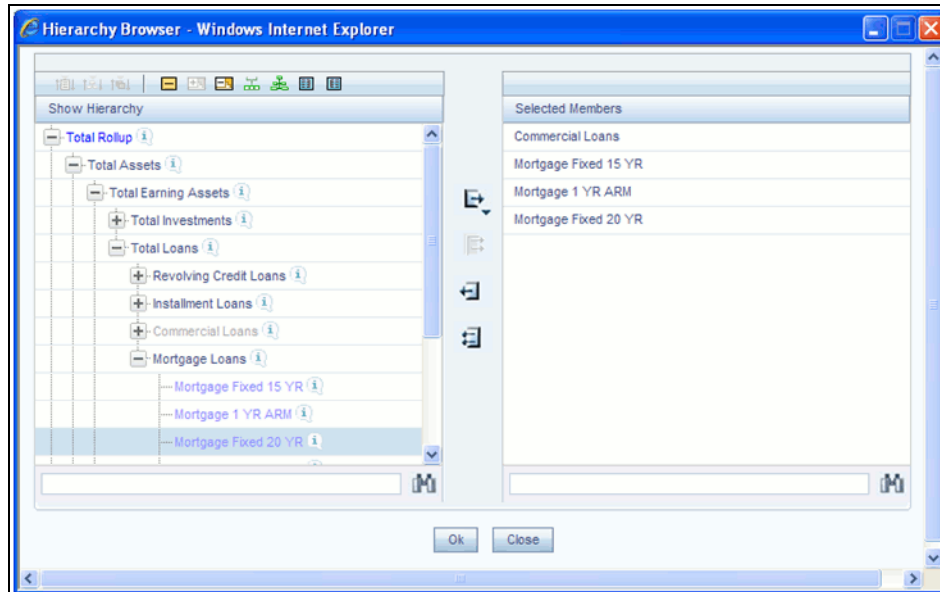 Hierarchy Browser - Windows Internet Explorer
Show Hierarchy
Total Rollup
Total Assets
Total Earning Assets
Total Investments
Total Loans
Revolving Credit Loans
Installment Loans
Commercial Loans
Mortgage Loans
Mortgage Fixed 15 YR
Mortgage 1 YR ARM
Mortgage Fixed 20 YR
Selected Members
Commercial Loans
Mortgage Fixed 15 YR
Mortgage 1 YR ARM
Mortgage Fixed 20 YR
Ok
Close